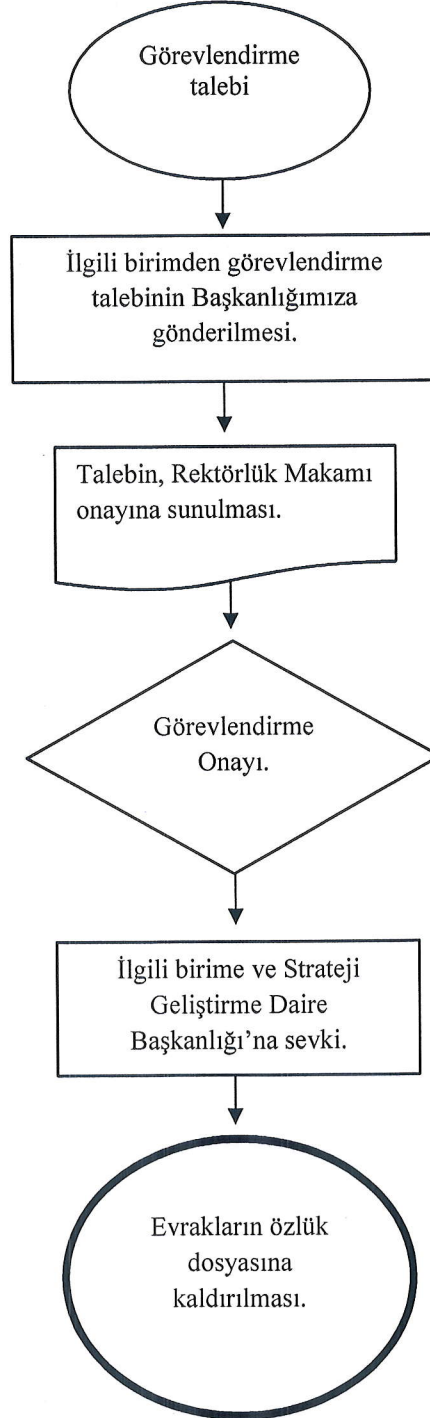 Görevlendirme
talebi
İlgili birimden görevlendirme
talebinin Başkanlığımıza
gönderilmesi.
Talebin, Rektörlük Makamı
onayına sunulması.
Görevlendirme
Onayı.
İlgili birime ve Strateji
Geliştirme Daire
Başkanlığı’na sevki.
Evrakların özlük
dosyasına
kaldırılması.